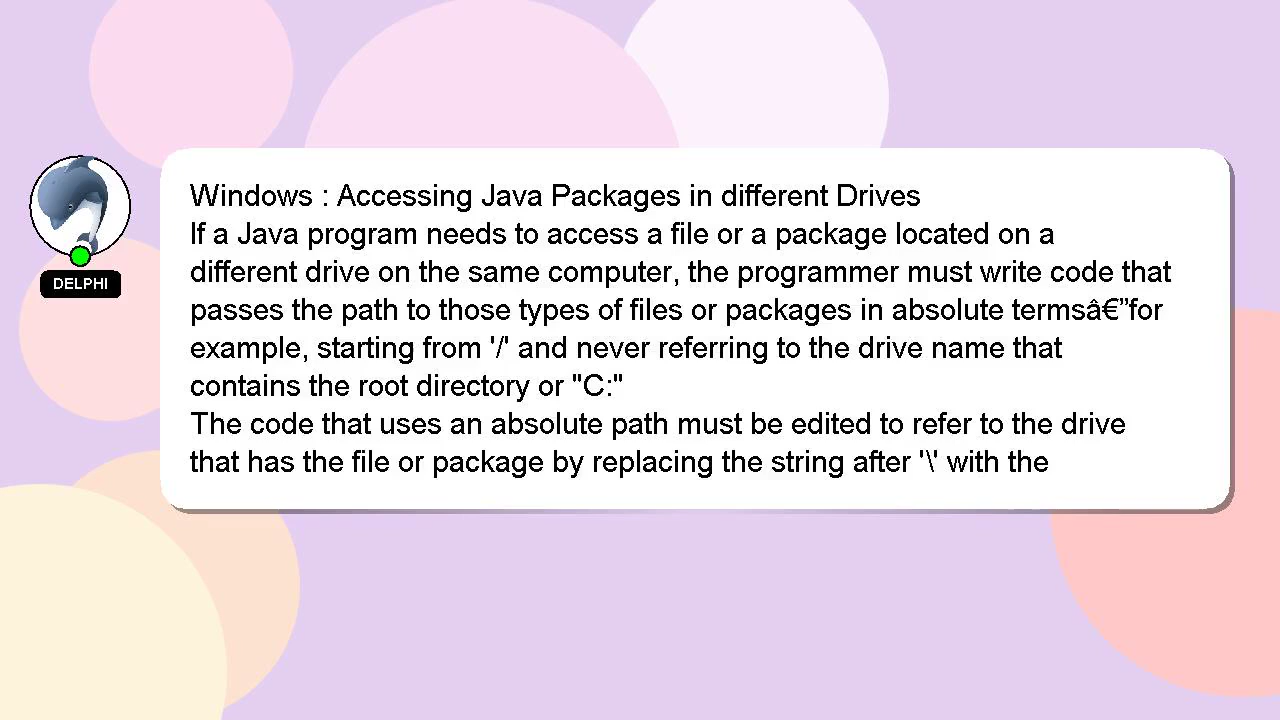 DELPHI
Windows : Accessing Java Packages in different Drives
If a Java program needs to access a file or a package located on a
different drive on the same computer, the programmer must write code that
passes the path to those types of files or packages in absolute termsâ€”for
example, starting from '/' and never referring to the drive name that
contains the root directory or "C:"
The code that uses an absolute path must be edited to refer to the drive
that has the file or package by replacing the string after '\' with the